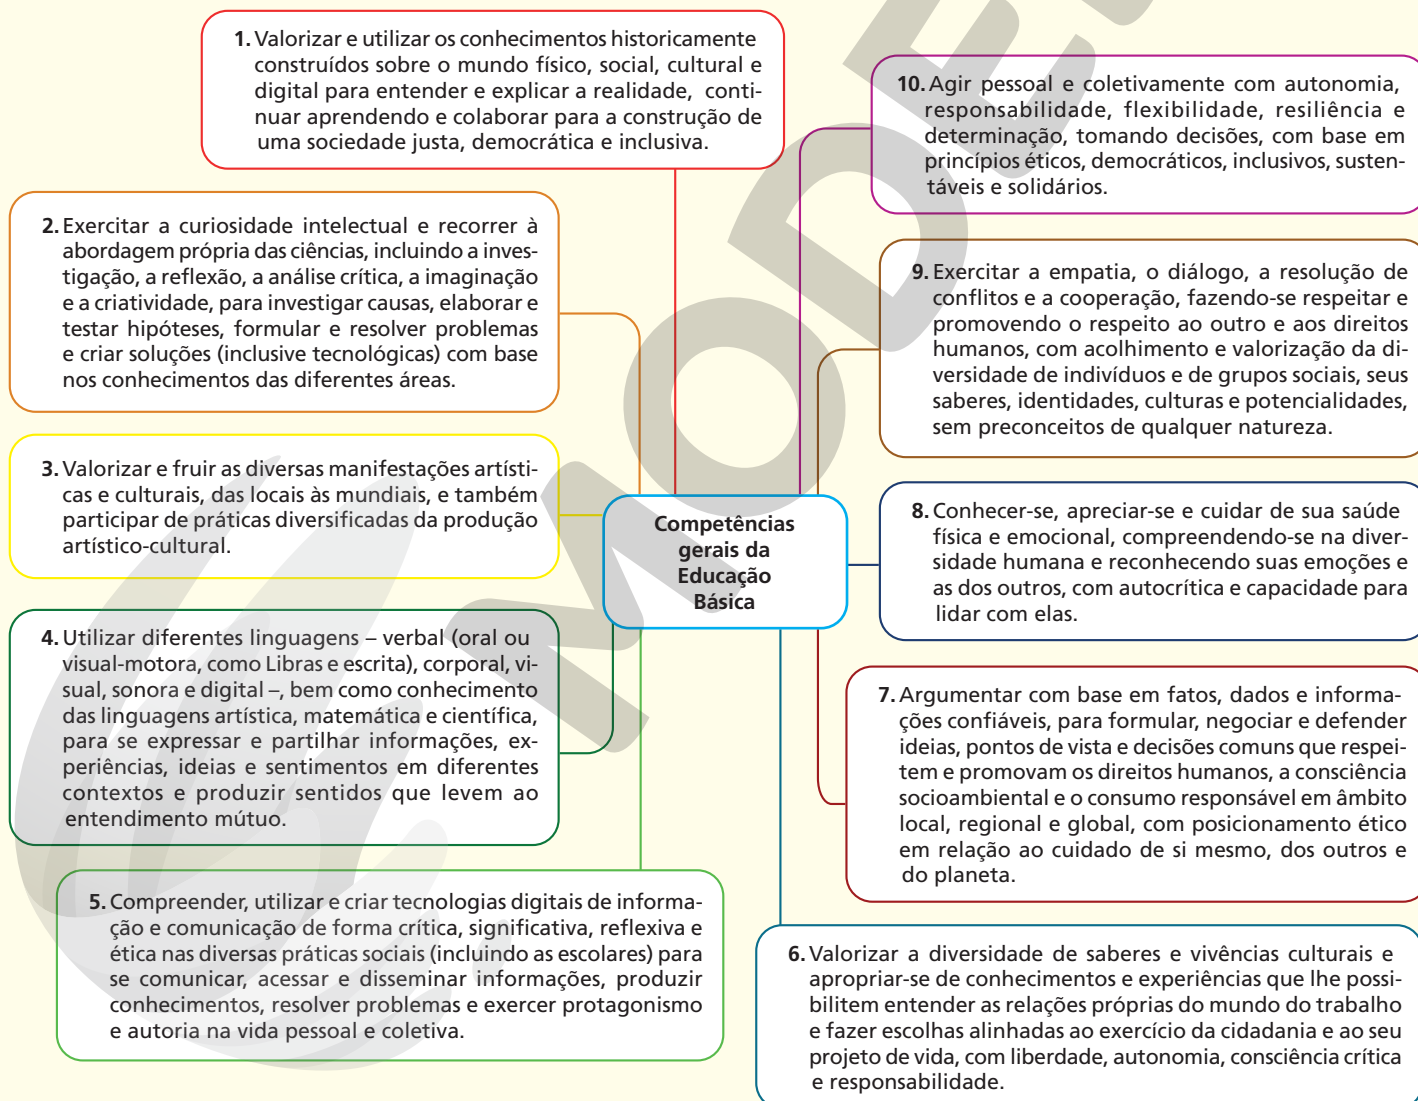 1. Valorizar e utilizar os conhecimentos historicamente
construídos sobre o mundo físico, social, cultural e
digital para entender e explicar a realidade, conti-
nuar aprendendo e colaborar para a construção de
uma sociedade justa, democrática e inclusiva.
2. Exercitar a curiosidade intelectual e recorrer à
abordagem própria das ciências, incluindo a inves-
tigação, a reflexão, a análise crítica, a imaginação
e a criatividade, para investigar causas, elaborar e
testar hipóteses, formular e resolver problemas
e criar soluções (inclusive tecnológicas) com base
nos conhecimentos das diferentes áreas.
3. Valorizar e fruir as diversas manifestações artísti-
cas e culturais, das locais às mundiais, e também
participar de práticas diversificadas da produção
artístico-cultural.
4. Utilizar diferentes linguagens – verbal (oral ou
visual-motora, como Libras e escrita), corporal, vi-
sual, sonora e digital –, bem como conhecimento
das linguagens artística, matemática e científica,
para se expressar e partilhar informações, ex-
periências, ideias e sentimentos em diferentes
contextos e produzir sentidos que levem ao
entendimento mútuo.
5. Compreender, utilizar e criar tecnologias digitais de informa-
ção e comunicação de forma crítica, significativa, reflexiva e
ética nas diversas práticas sociais (incluindo as escolares) para
se comunicar, acessar e disseminar informações, produzir
conhecimentos, resolver problemas e exercer protagonismo
e autoria na vida pessoal e coletiva.
Competências
gerais da
Educação
Básica
10. Agir pessoal e coletivamente com autonomia,
responsabilidade, flexibilidade, resiliência e
determinação, tomando decisões, com base em
princípios éticos, democráticos, inclusivos, susten-
táveis e solidários.
9. Exercitar a empatia, o diálogo, a resolução de
conflitos e a cooperação, fazendo-se respeitar e
promovendo o respeito ao outro e aos direitos
humanos, com acolhimento e valorização da di-
versidade de indivíduos e de grupos sociais, seus
saberes, identidades, culturas e potencialidades,
sem preconceitos de qualquer natureza.
8. Conhecer-se, apreciar-se e cuidar de sua saúde
física e emocional, compreendendo-se na diver-
sidade humana e reconhecendo suas emoções e
as dos outros, com autocrítica e capacidade para
lidar com elas.
7. Argumentar com base em fatos, dados e informa-
ções confiáveis, para formular, negociar e defender
ideias, pontos de vista e decisões comuns que respei-
tem e promovam os direitos humanos, a consciência
socioambiental e o consumo responsável em âmbito
local, regional e global, com posicionamento ético
em relação ao cuidado de si mesmo, dos outros e
do planeta.
6. Valorizar a diversidade de saberes e vivências culturais e
apropriar-se de conhecimentos e experiências que lhe possi-
bilitem entender as relações próprias do mundo do trabalho
e fazer escolhas alinhadas ao exercício da cidadania e ao seu
projeto de vida, com liberdade, autonomia, consciência crítica
e responsabilidade.